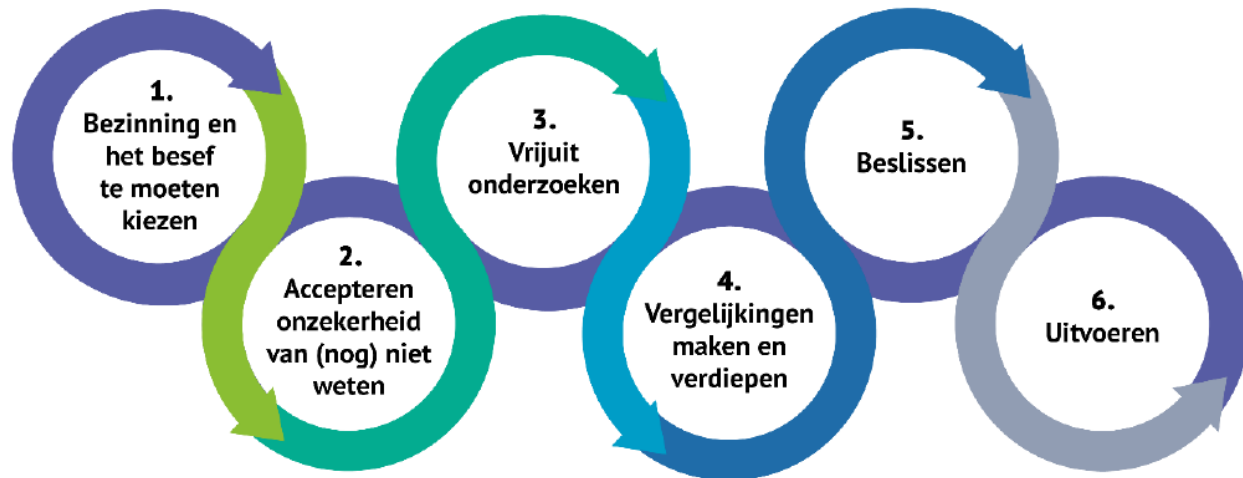 1.
Bezinning en
het besef
te moeten
kiezen
2.
Accepteren
onzekerheid
van (nog) niet
weten
3.
Vrijuit
onderzoeken
4.
Vergelijkingen
maken en
verdiepen
5.
Beslissen
6.
Uitvoeren